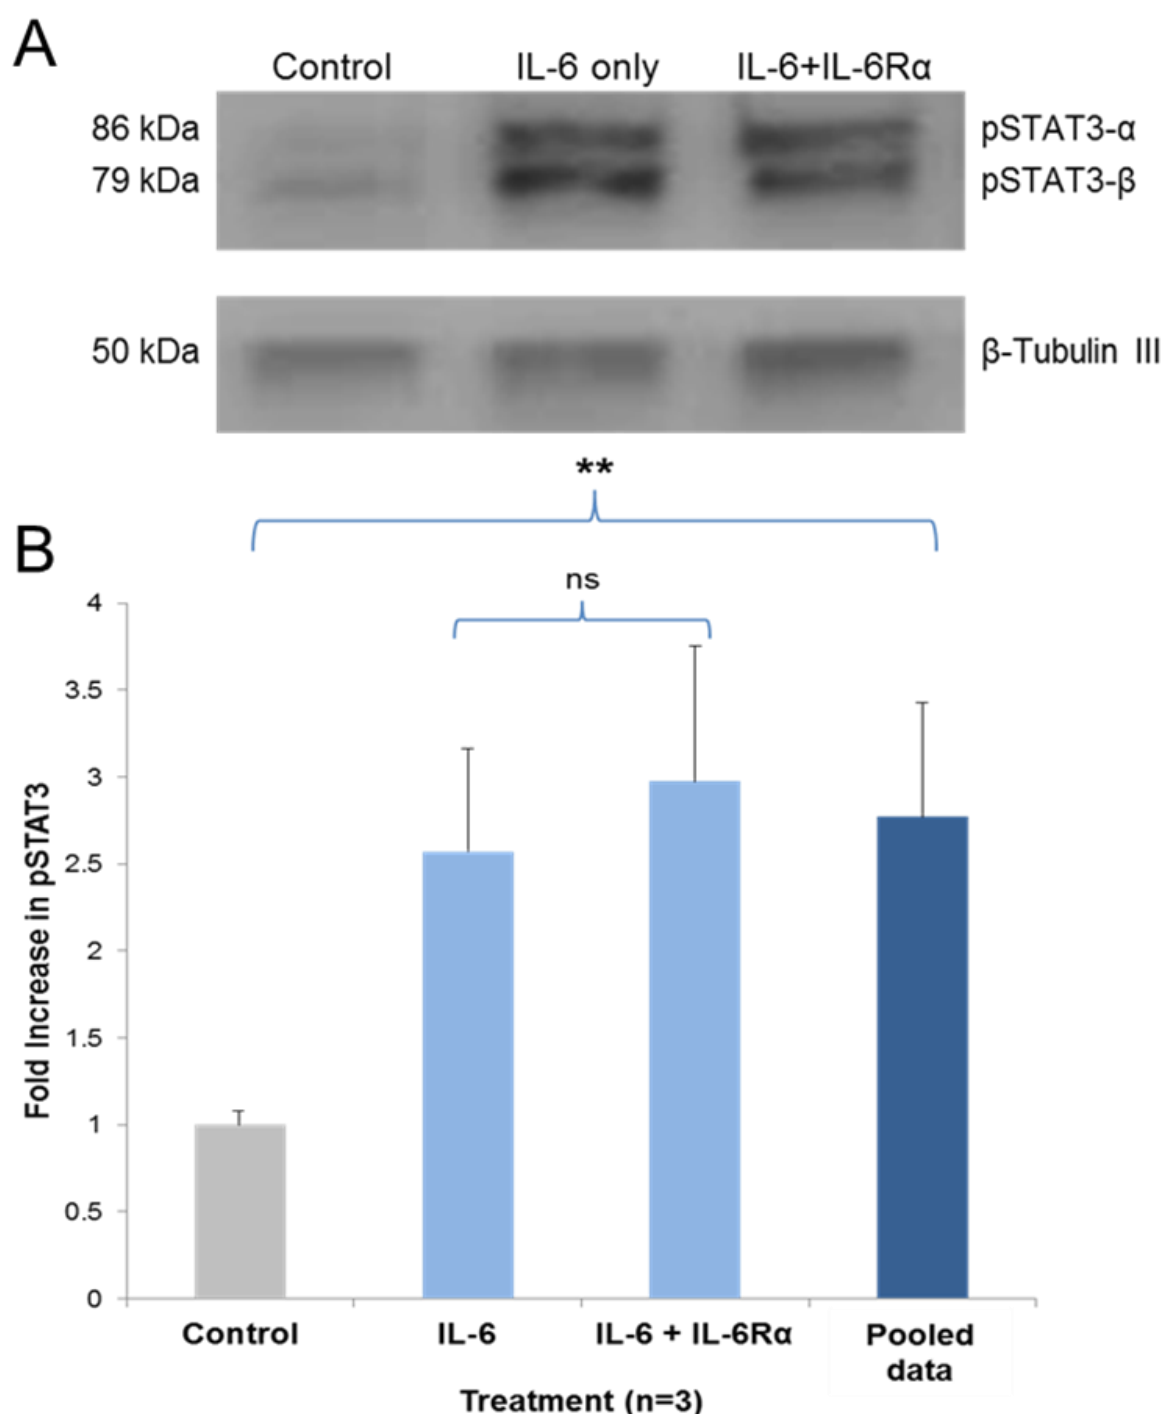 A
Control IL-6 only IL-6+IL-6Rα
86 kDa pSTAT3-α
79 kDa pSTAT3-β
50 kDa β-Tubulin III
**
B
ns
4
3.5
3
2.5
2
1.5
1
0.5
0
Fold Increase in pSTAT3
Control IL-6 IL-6 + IL-6Rα Pooled
data
Treatment (n=3)